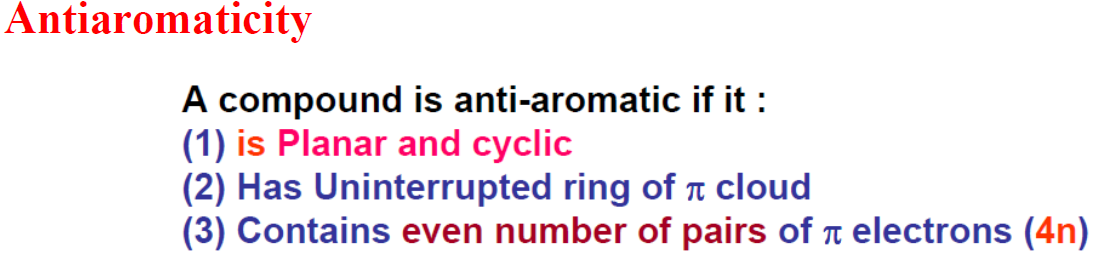 Antiaromaticity
A compound is anti-aromatic if it :
(1) is Planar and cyclic
(2) Has Uninterrupted ring of π cloud
(3) Contains even number of pairs of π electrons (4n)